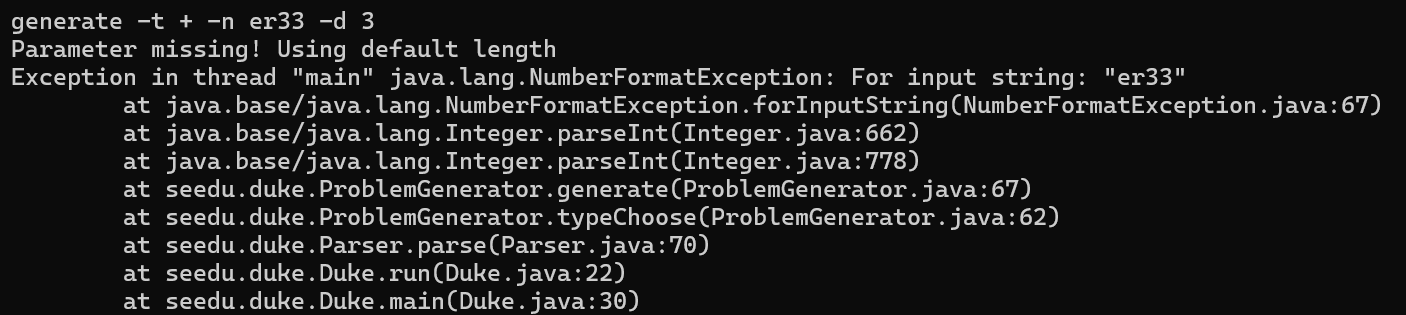 generate -t + -n er33 -d 3
Parameter missing! Using default length
Exception in thread "main" java.lang.NumberFormatException: For input string: "er33"
        at java.base/java.lang.NumberFormatException.forInputString(NumberFormatException.java:67)
        at java.base/java.lang.Integer.parseInt(Integer.java:662)
        at java.base/java.lang.Integer.parseInt(Integer.java:778)
        at seedu.duke.ProblemGenerator.generate(ProblemGenerator.java:67)
        at seedu.duke.ProblemGenerator.typeChoose(ProblemGenerator.java:62)
        at seedu.duke.Parser.parse(Parser.java:70)
        at seedu.duke.Duke.run(Duke.java:22)
        at seedu.duke.Duke.main(Duke.java:30)